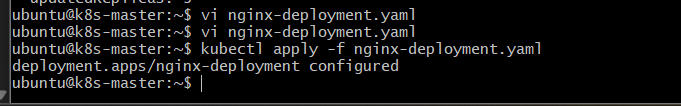 ubuntu@k8s-master:~$ vi nginx-deployment.yaml
ubuntu@k8s-master:~$ vi nginx-deployment.yaml
ubuntu@k8s-master:~$ kubectl apply -f nginx-deployment.yaml
deployment.apps/nginx-deployment configured
ubuntu@k8s-master:~$